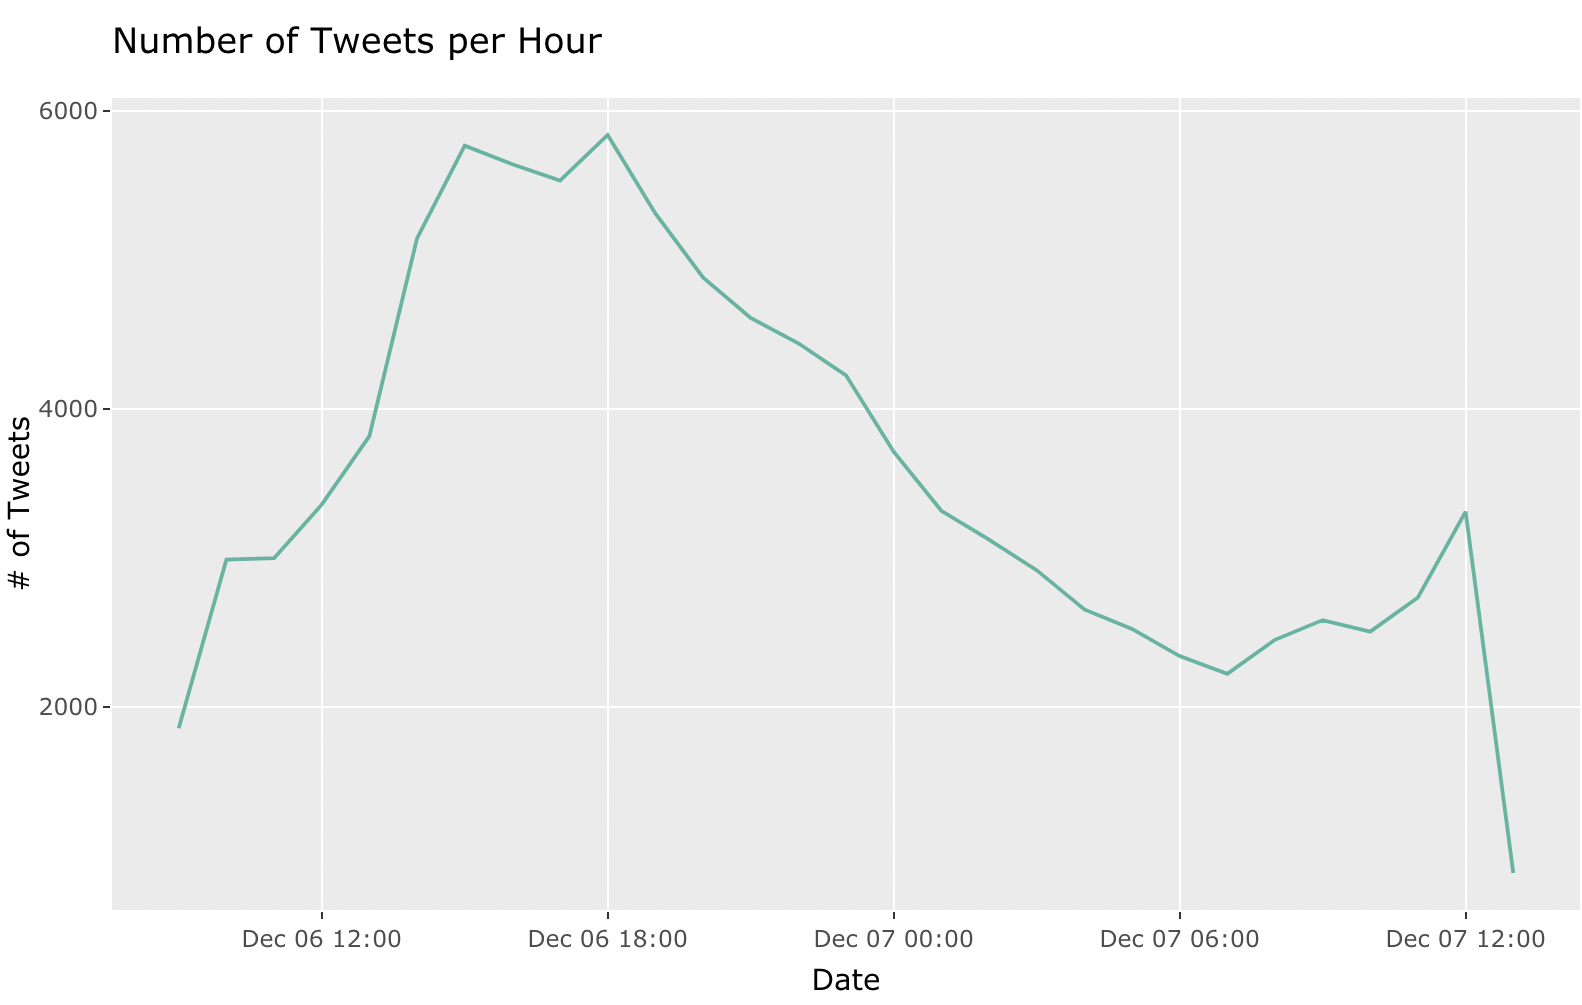 Number of Tweets per Hour
6000
4000
2000
# of Tweets
Dec 06 12:00
Dec 06 18:00
Dec 07 00:00
Dec 07 06:00
Dec 07 12:00
Date